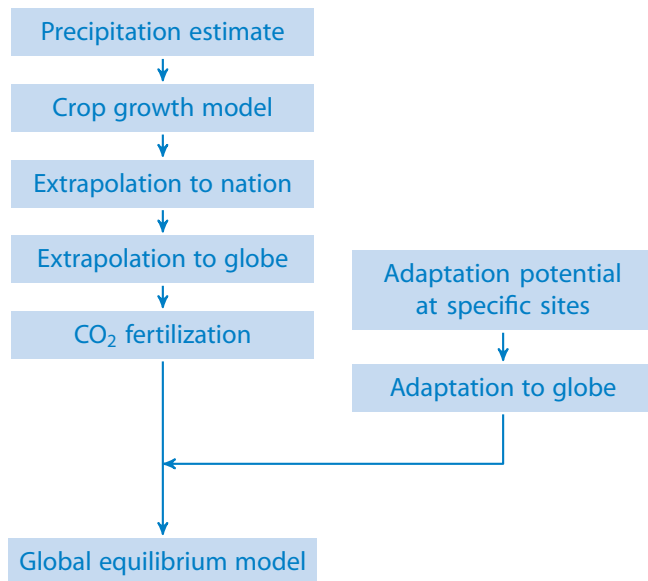 Precipitation estimate
Crop growth model
Extrapolation to nation
Extrapolation to globe
CO₂ fertilization
Adaptation potential
at specific sites
Adaptation to globe
Global equilibrium model